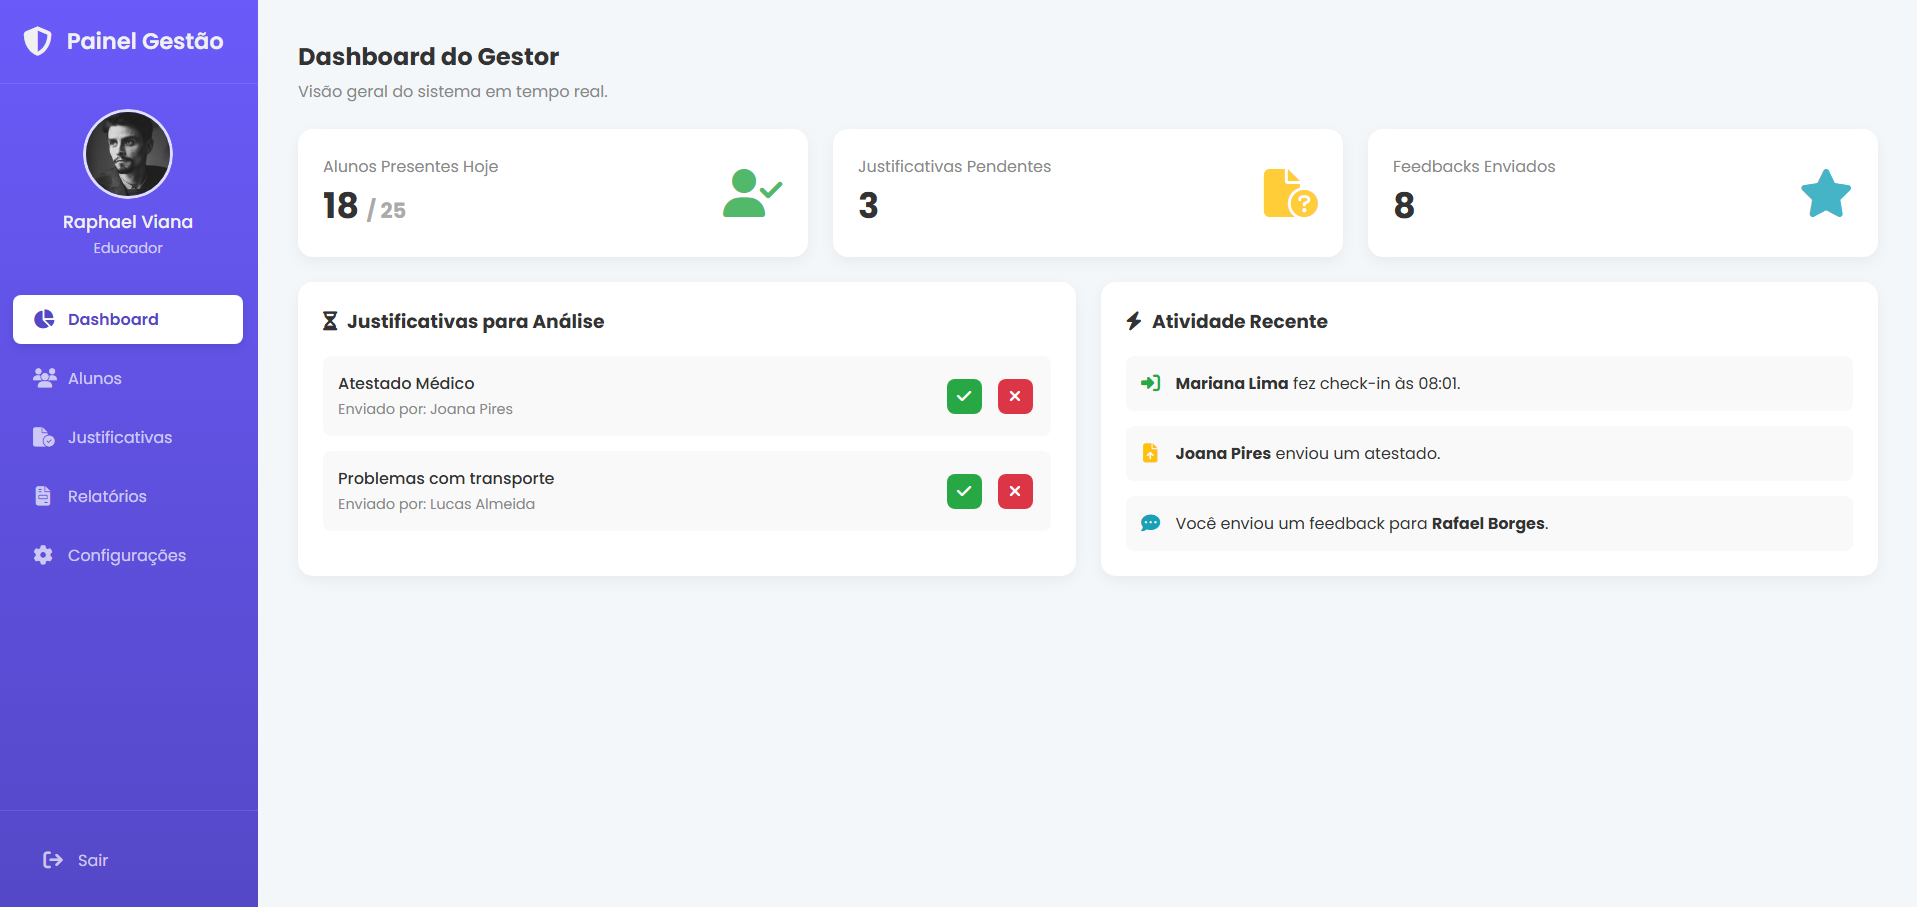 Painel Gestão
Raphael Viana
Educador
Dashboard
Alunos
Justificativas
Relatórios
Configurações
Sair
Dashboard do Gestor
Visão geral do sistema em tempo real.
Alunos Presentes Hoje
18 / 25
Justificativas Pendentes
3
Feedbacks Enviados
8
Justificativas para Análise
Atestado Médico
Enviado por: Joana Pires
Problemas com transporte
Enviado por: Lucas Almeida
Atividade Recente
Mariana Lima fez check-in às 08:01.
Joana Pires enviou um atestado.
Você enviou um feedback para Rafael Borges.